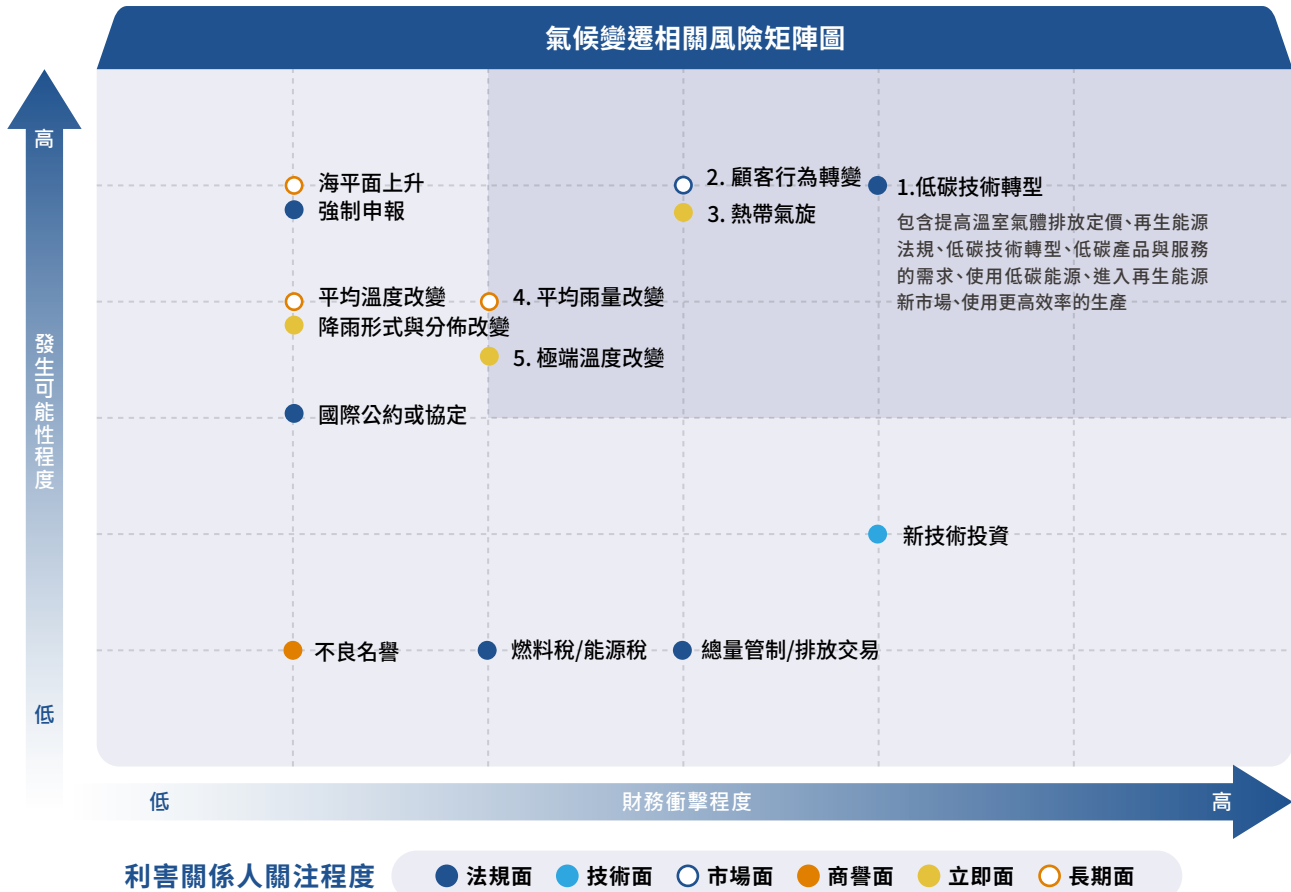 氣候變遷相關風險矩陣圖
高
發生可能性程度
低
海平面上升
強制申報
2. 顧客行為轉變
3. 熱帶氣旋
1.低碳技術轉型
包含提高溫室氣體排放定價、再生能源
法規、低碳技術轉型、低碳產品與服務
的需求、使用低碳能源、進入再生能源
新市場、使用更高效率的生產
平均溫度改變
降雨形式與分佈改變
4. 平均雨量改變
5. 極端溫度改變
國際公約或協定
新技術投資
不良名譽
燃料稅/能源稅
總量管制/排放交易
低
財務衝擊程度
高
利害關係人關注程度
法規面
技術面
市場面
商譽面
立即面
長期面